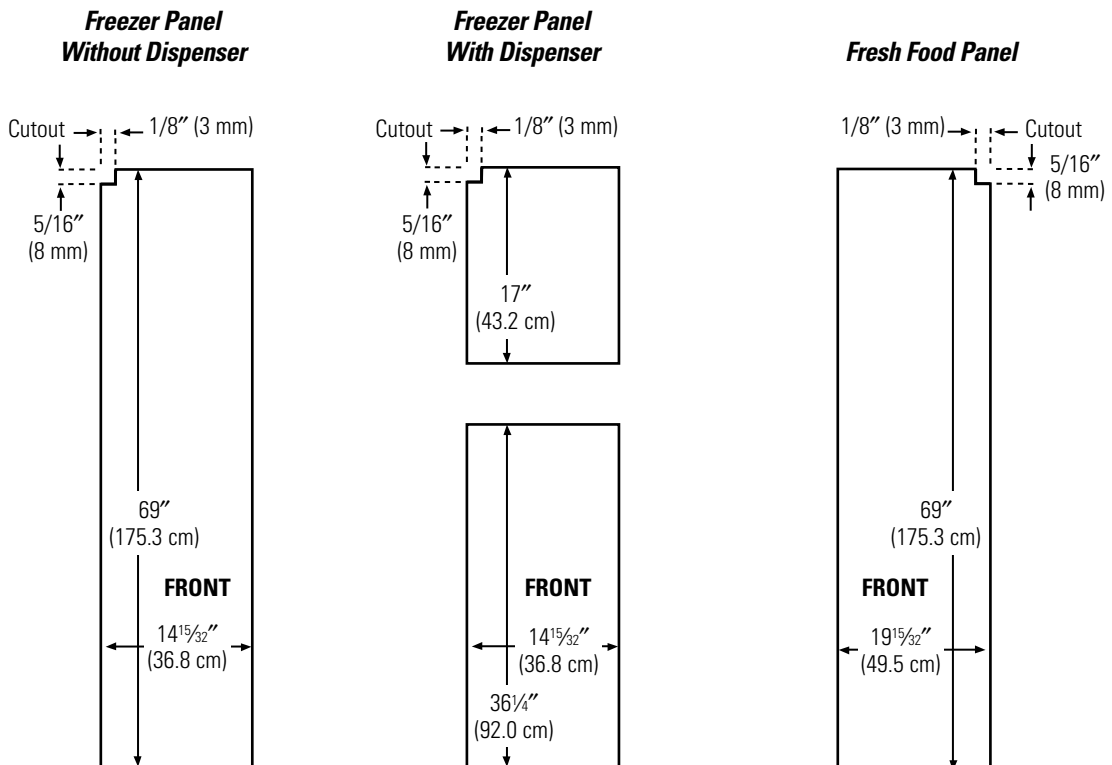 Freezer Panel
Without Dispenser
Cutout
1/8″ (3 mm)
5/16″
(8 mm)
69″
(175.3 cm)
FRONT
14 15/32″
(36.8 cm)
Freezer Panel
With Dispenser
Cutout
1/8″ (3 mm)
5/16″
(8 mm)
17″
(43.2 cm)
FRONT
14 15/32″
(36.8 cm)
36 1/4″
(92.0 cm)
Fresh Food Panel
1/8″ (3 mm)
Cutout
5/16″
(8 mm)
69″
(175.3 cm)
FRONT
19 15/32″
(49.5 cm)